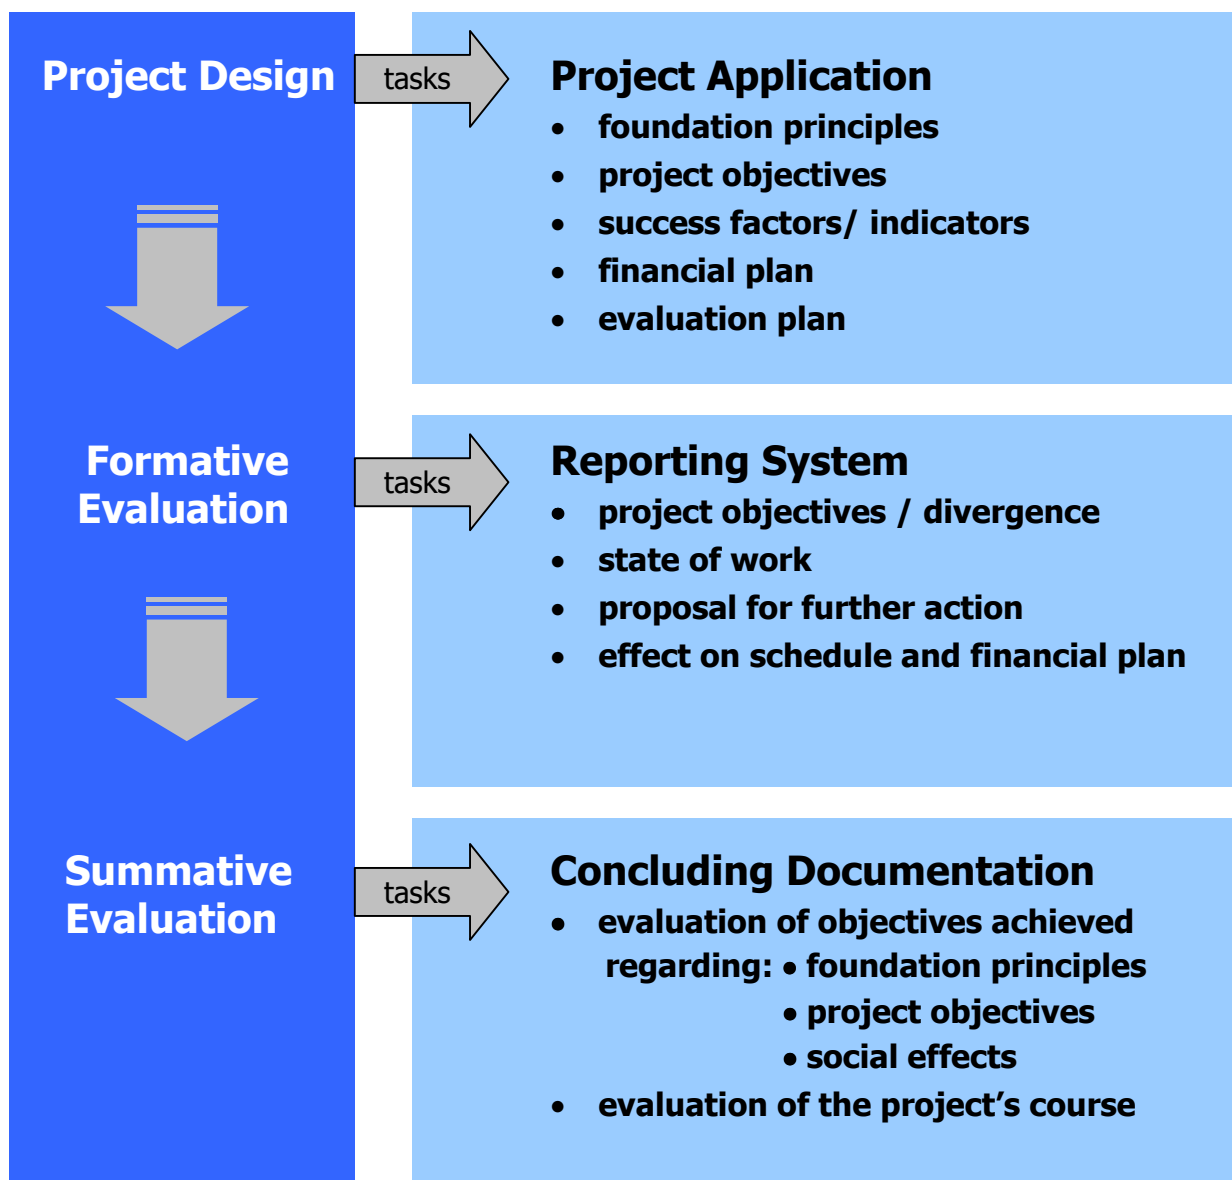 Project Design
tasks
Project Application
• foundation principles
• project objectives
• success factors/ indicators
• financial plan
• evaluation plan
Formative
Evaluation
tasks
Reporting System
• project objectives / divergence
• state of work
• proposal for further action
• effect on schedule and financial plan
Summative
Evaluation
tasks
Concluding Documentation
• evaluation of objectives achieved
regarding: • foundation principles
• project objectives
• social effects
• evaluation of the project’s course